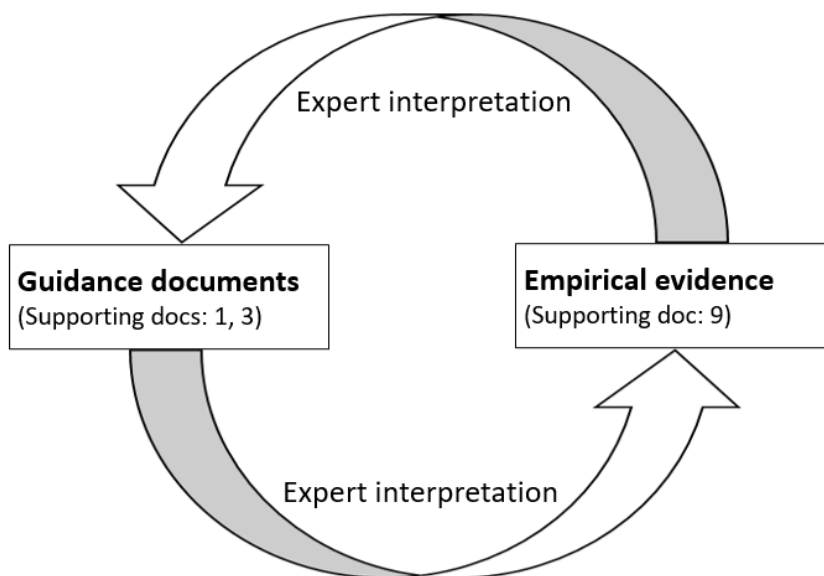 Expert interpretation
Guidance documents
(Supporting docs: 1, 3)
Empirical evidence
(Supporting doc: 9)
Expert interpretation